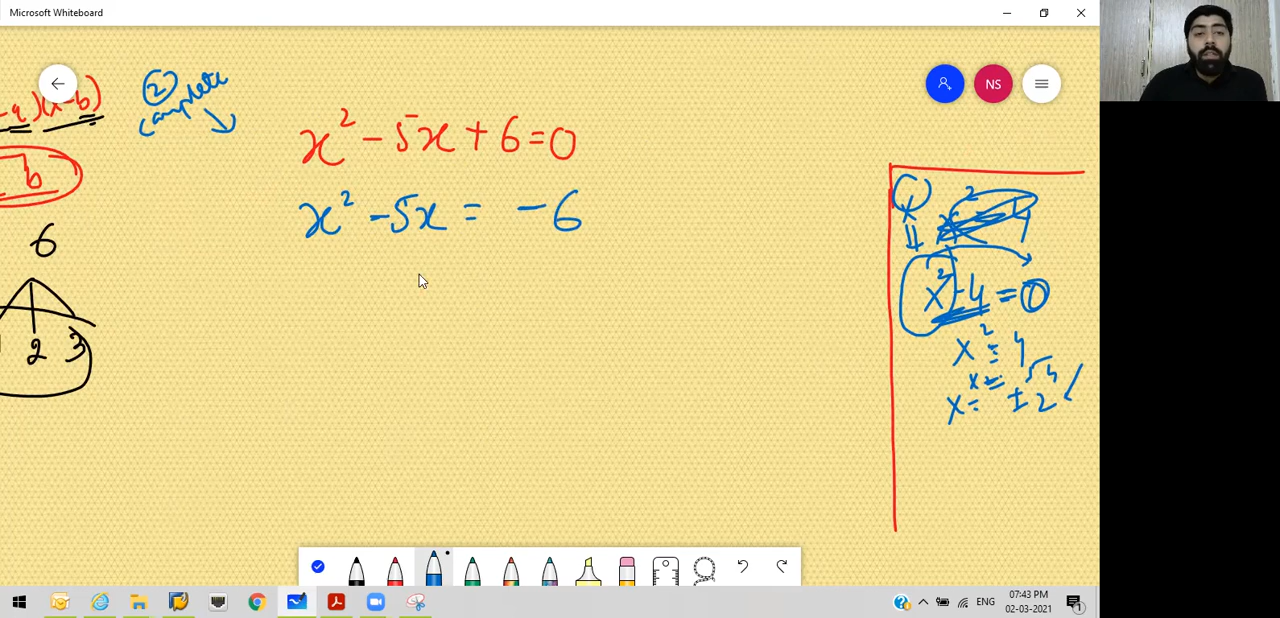 Microsoft Whiteboard
NS
-a)(x-b)
b
6
2 3
②
complete
x² - 5x + 6 = 0
x² - 5x = - 6
x² - 4 = 0
x² = 4
x = √4
x = ± 2
ENG
07:43 PM
02-03-2021
1